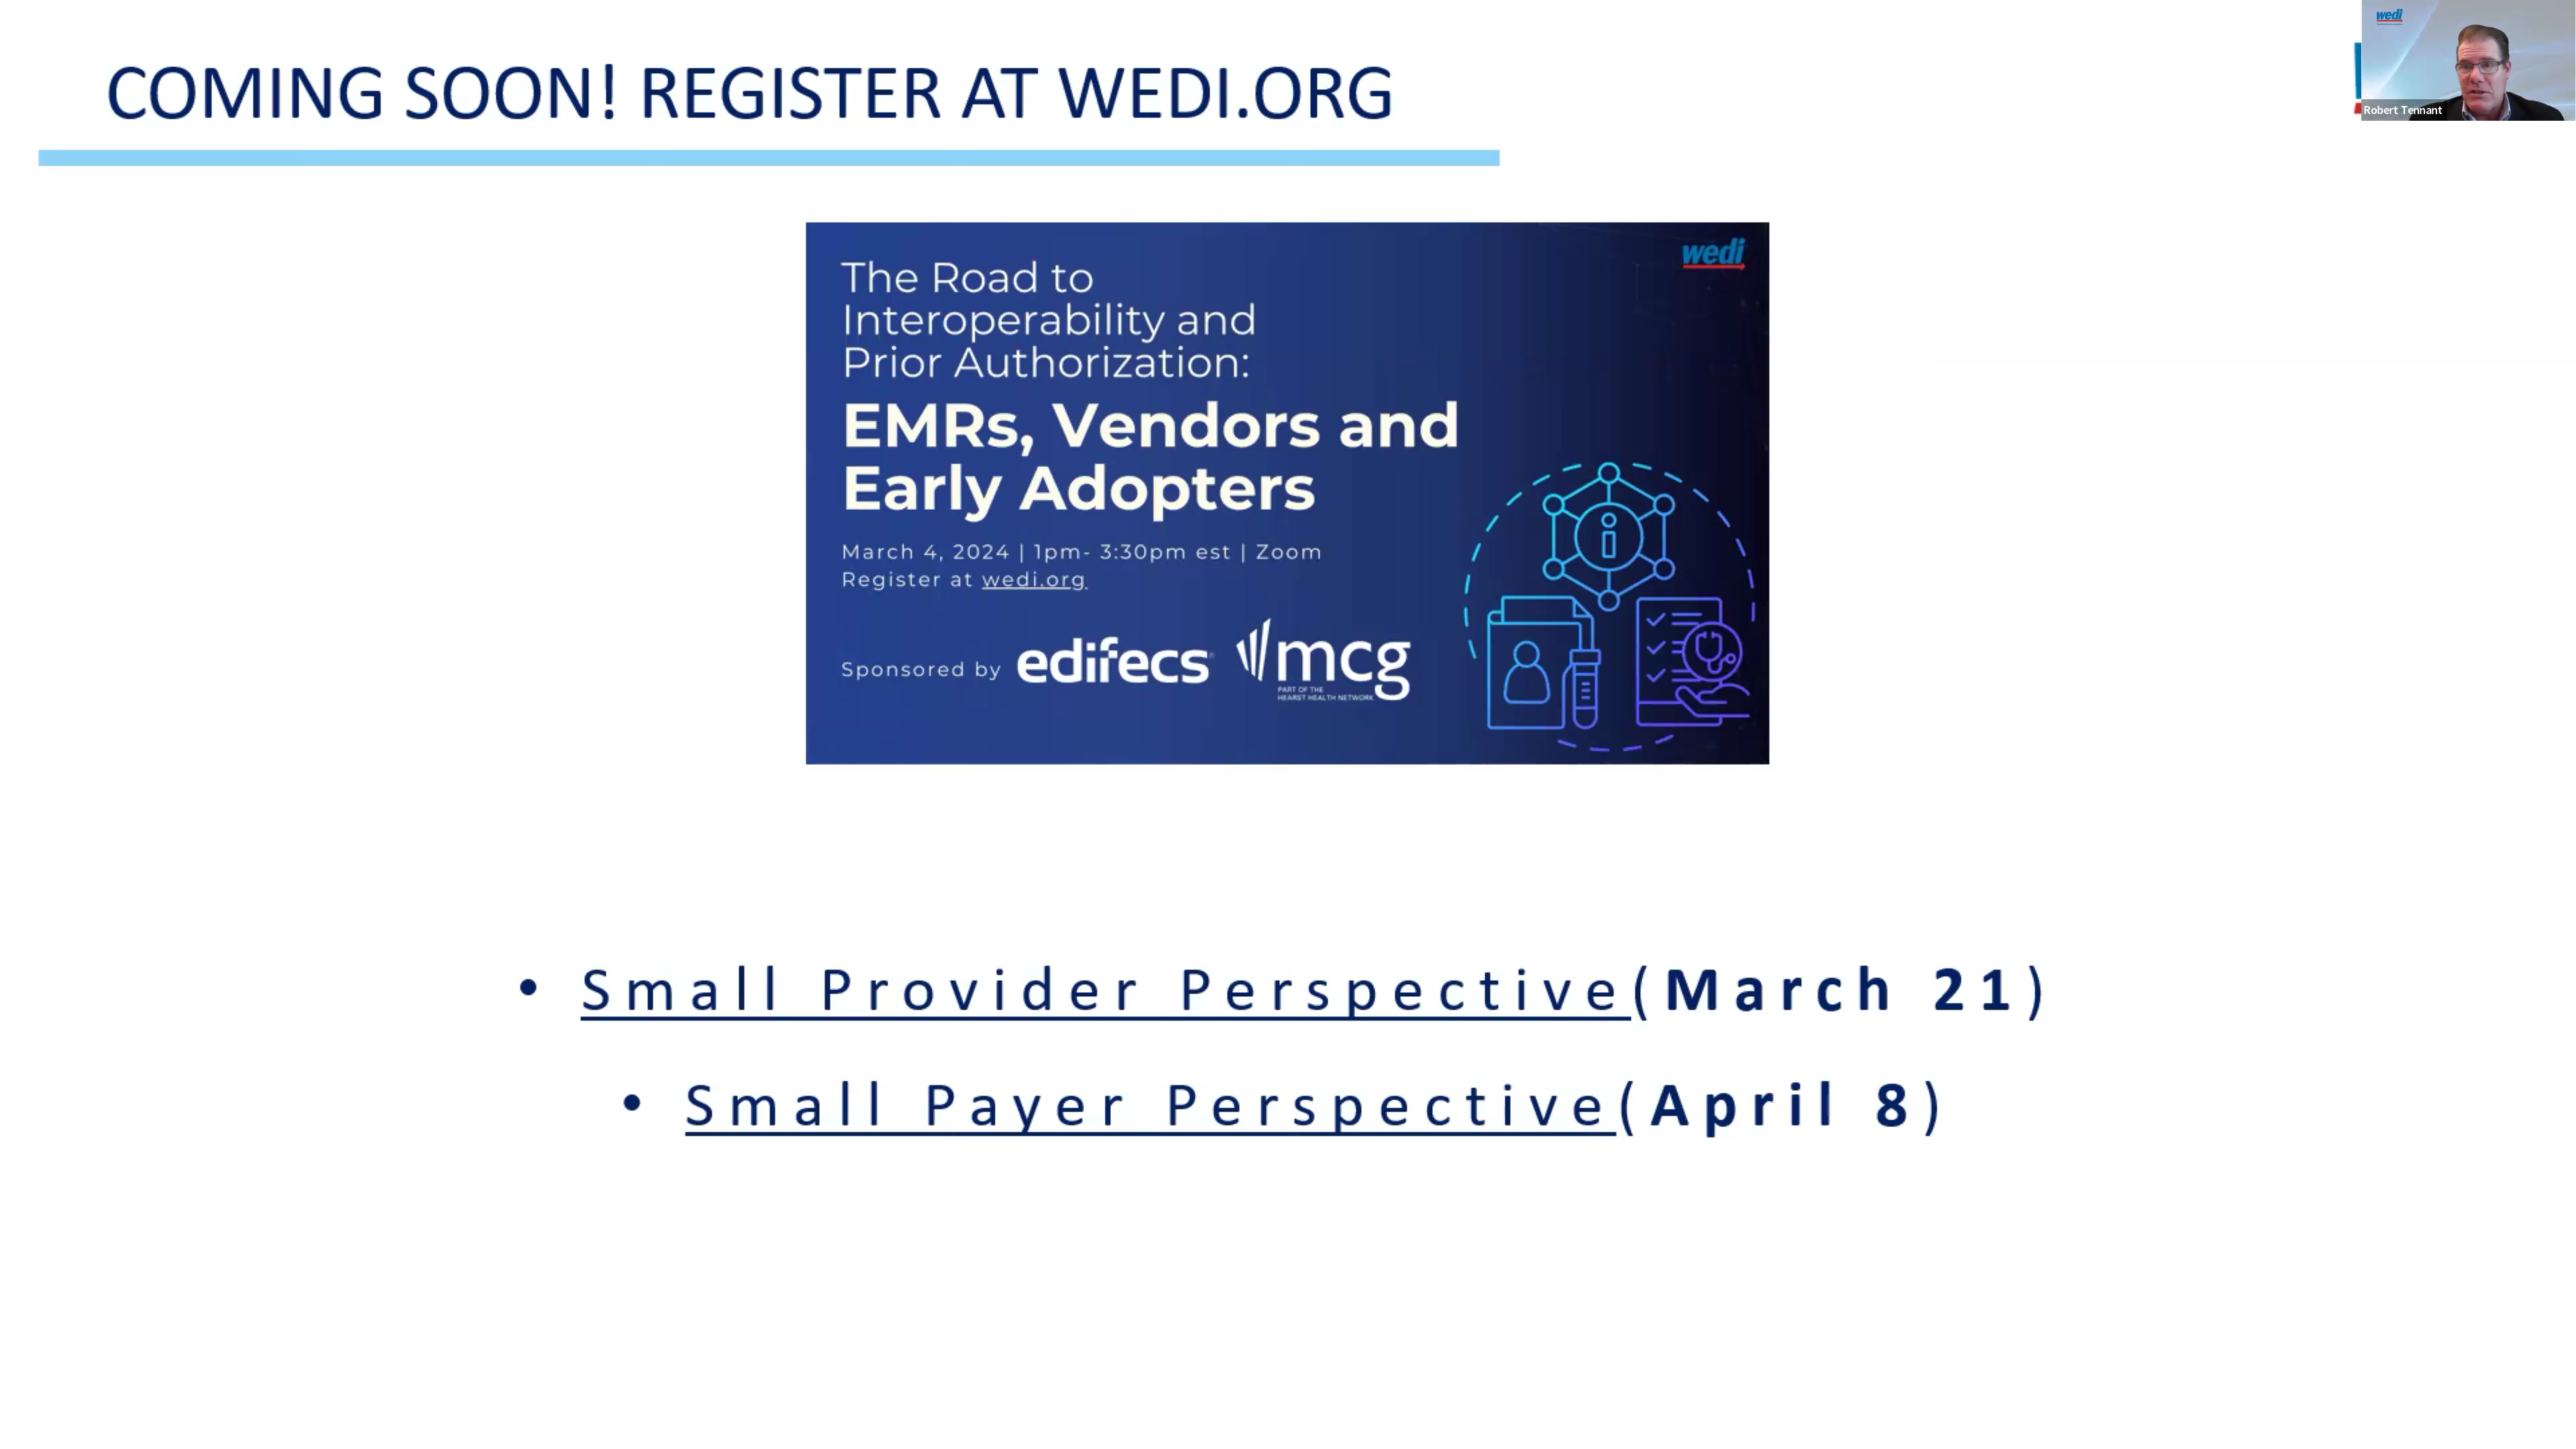 COMING SOON! REGISTER AT WEDI.ORG
wedi
Robert Tennant
wedi
The Road to
Interoperability and
Prior Authorization:
EMRs, Vendors and
Early Adopters
March 4, 2024 | 1pm- 3:30pm est | Zoom
Register at wedi.org
Sponsored by edifecs mcg
PART OF THE
HEARST HEALTH NETWORK
• Small Provider Perspective(March 21)
• Small Payer Perspective(April 8)